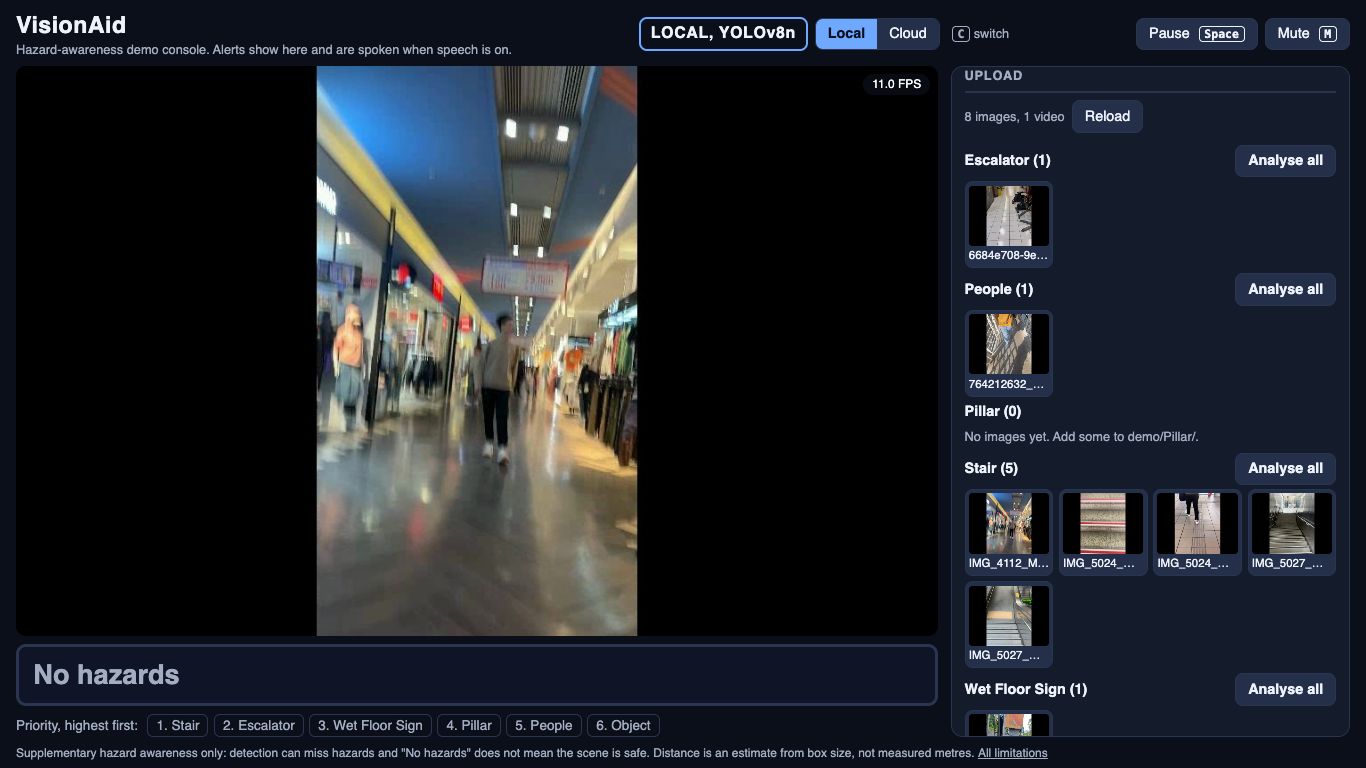 VisionAid
Hazard-awareness demo console. Alerts show here and are spoken when speech is on.
LOCAL, YOLOv8n
Local Cloud
C switch
Pause Space
Mute M
11.0 FPS
No hazards
Priority, highest first: 1. Stair 2. Escalator 3. Wet Floor Sign 4. Pillar 5. People 6. Object
Supplementary hazard awareness only: detection can miss hazards and "No hazards" does not mean the scene is safe. Distance is an estimate from box size, not measured metres. All limitations
UPLOAD
8 images, 1 video Reload
Escalator (1) Analyse all
6684e708-9e...
People (1) Analyse all
764212632_...
Pillar (0)
No images yet. Add some to demo/Pillar/.
Stair (5) Analyse all
IMG_4112_M... IMG_5024_... IMG_5024_... IMG_5027_...
IMG_5027_...
Wet Floor Sign (1) Analyse all